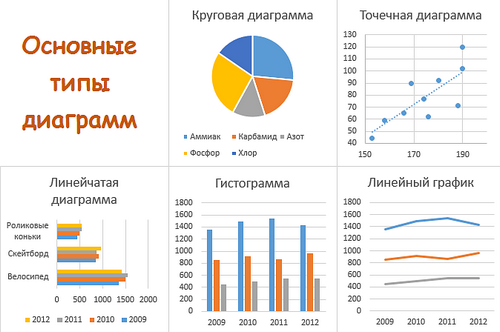 Основные
типы
диаграмм
Круговая диаграмма
Аммиак Карбамид Азот
Фосфор Хлор
Точечная диаграмма
130
120
110
100
90
80
70
60
50
40
150 170 190
Линейчатая
диаграмма
Роликовые
коньки
Скейтборд
Велосипед
0 500 1000 1500 2000
2012 2011 2010 2009
Гистограмма
1800
1600
1400
1200
1000
800
600
400
200
0
2009 2010 2011 2012
Линейный график
1800
1600
1400
1200
1000
800
600
400
200
0
2009 2010 2011 2012